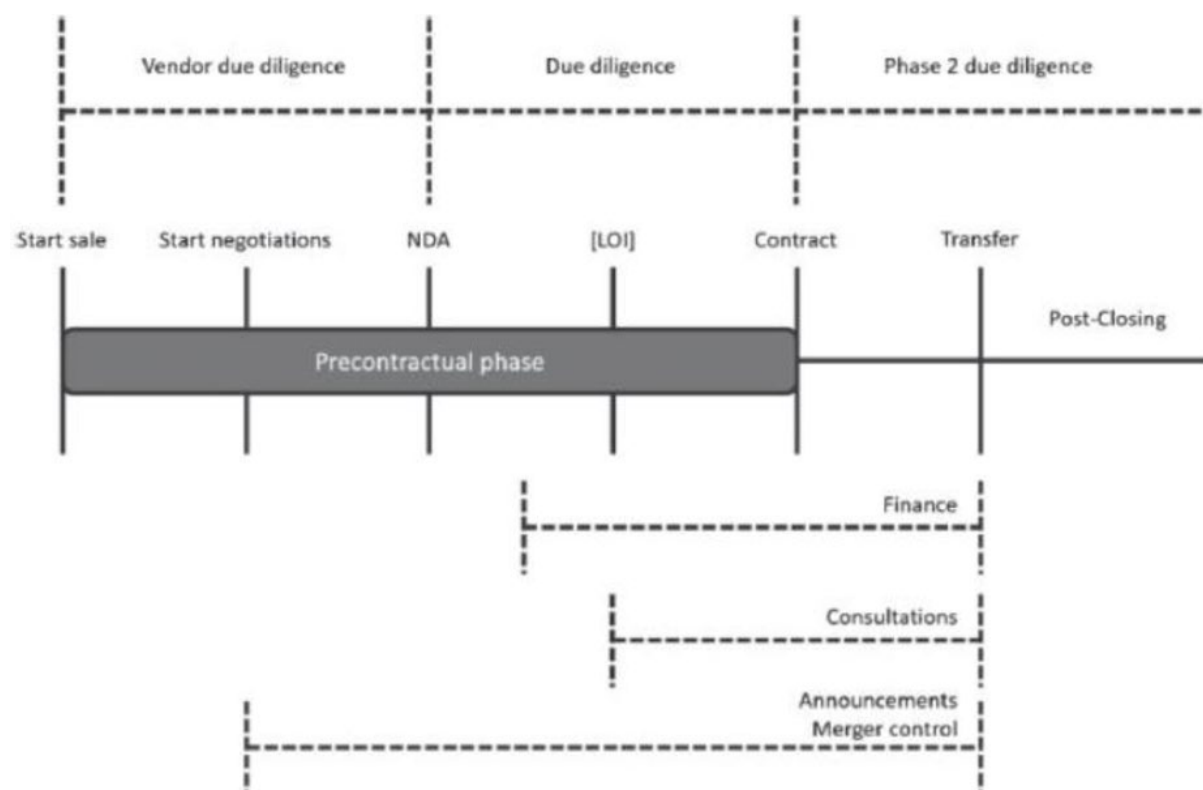 Vendor due diligence
Due diligence
Phase 2 due diligence
Start sale
Start negotiations
NDA
[LOI]
Contract
Transfer
Post-Closing
Precontractual phase
Finance
Consultations
Announcements
Merger control